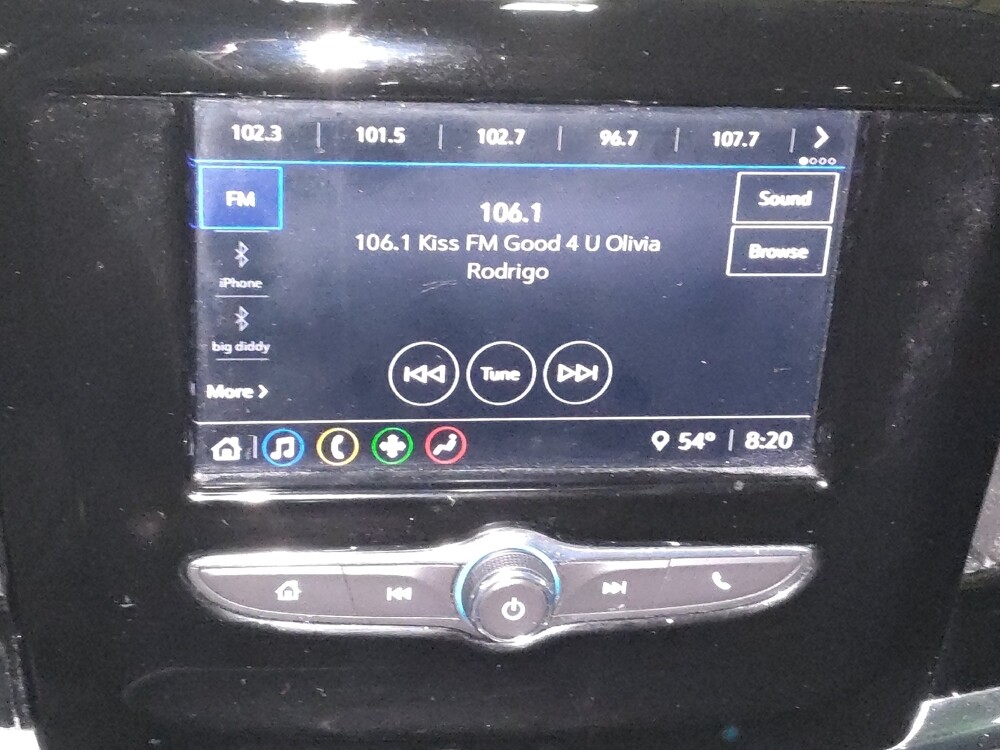 102.3 | 101.5 | 102.7 | 96.7 | 107.7 | >
FM
106.1
Sound
106.1 Kiss FM Good 4 U Olivia
Rodrigo
Browse
iPhone
big diddy
Tune
More >
54° | 8:20